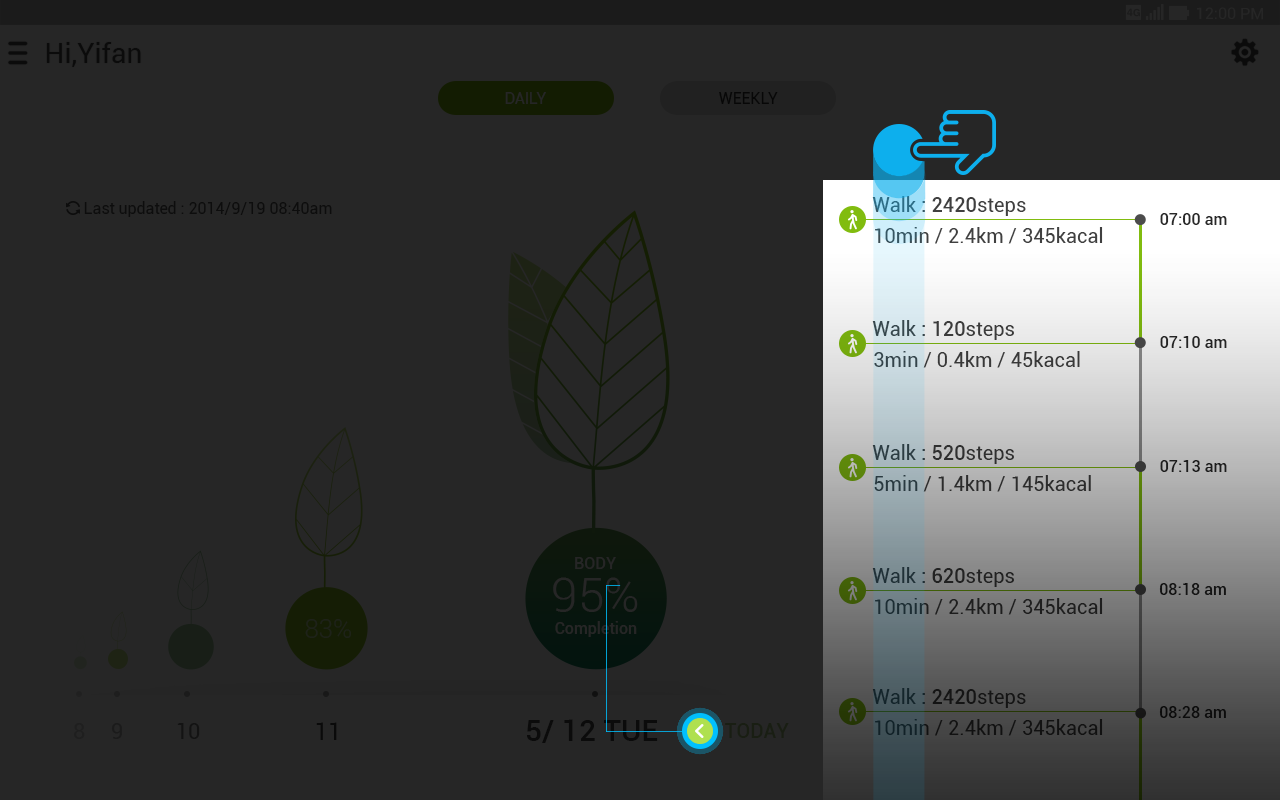 4G 12:00 PM
Hi,Yifan
DAILY WEEKLY
Last updated : 2014/9/19 08:40am
BODY
95%
Completion
83%
8 9 10 11 5/ 12 TUE TODAY
Walk : 2420steps
10min / 2.4km / 345kacal
07:00 am
Walk : 120steps
3min / 0.4km / 45kacal
07:10 am
Walk : 520steps
5min / 1.4km / 145kacal
07:13 am
Walk : 620steps
10min / 2.4km / 345kacal
08:18 am
Walk : 2420steps
10min / 2.4km / 345kacal
08:28 am